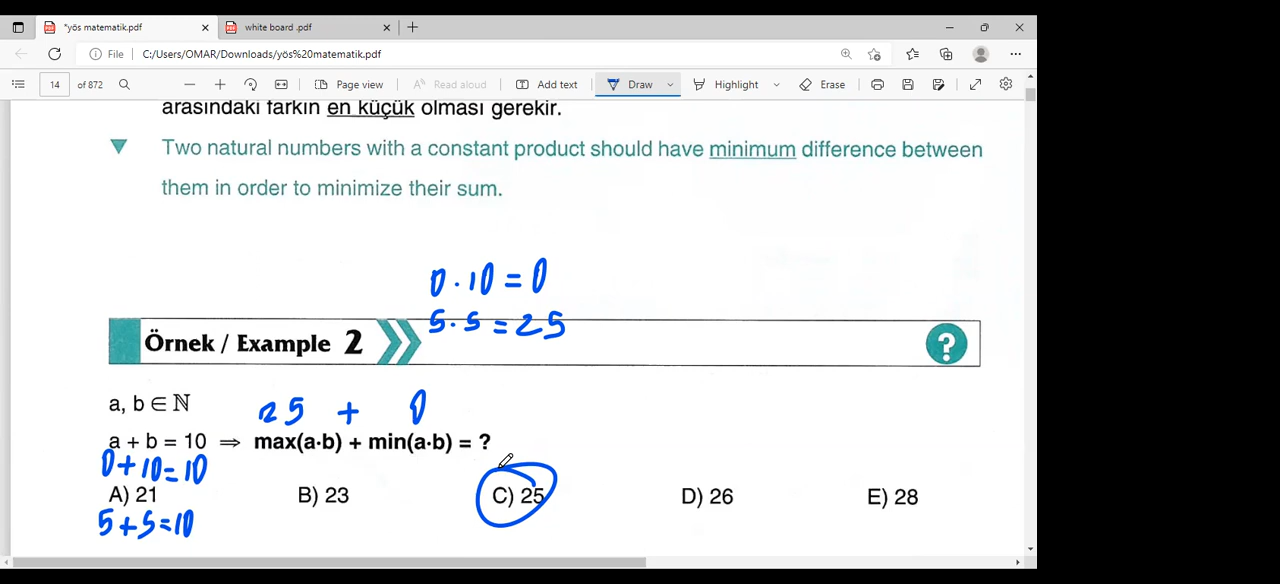 *yös matematik.pdf
white board .pdf
File
C:/Users/OMAR/Downloads/yös%20matematik.pdf
14 of 872
Page view
Read aloud
Add text
Draw
Highlight
Erase
arasındaki farkın en küçük olması gerekir.
Two natural numbers with a constant product should have minimum difference between
them in order to minimize their sum.
0 · 10 = 0
5 · 5 = 25
Örnek / Example 2
?
a, b ∈ ℕ
25 + 0
a + b = 10 ⇒ max(a·b) + min(a·b) = ?
0+10=10
A) 21 B) 23 C) 25 D) 26 E) 28
5+5=10